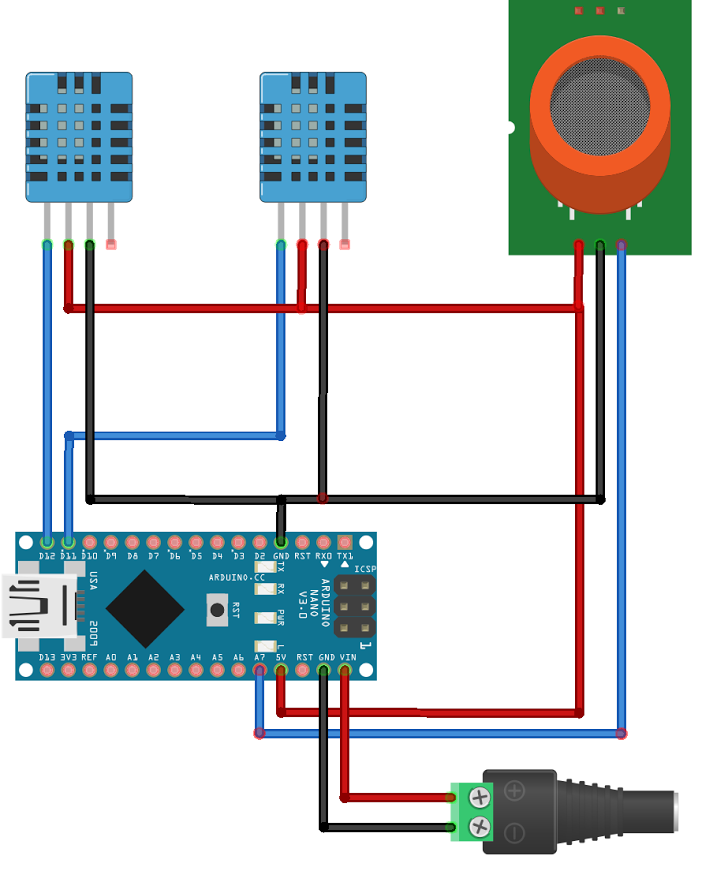 D12 D11 D10 D9 D8 D7 D6 D5 D4 D3 D2 GND RST RX0 TX1
TX
RX
PWR
L
ARDUINO.CC
RST
ICSP
1
ARDUINO
NANO
V3.0
USA
2009
D13 3V3 REF A0 A1 A2 A3 A4 A5 A6 A7 5V RST GND VIN
+
−